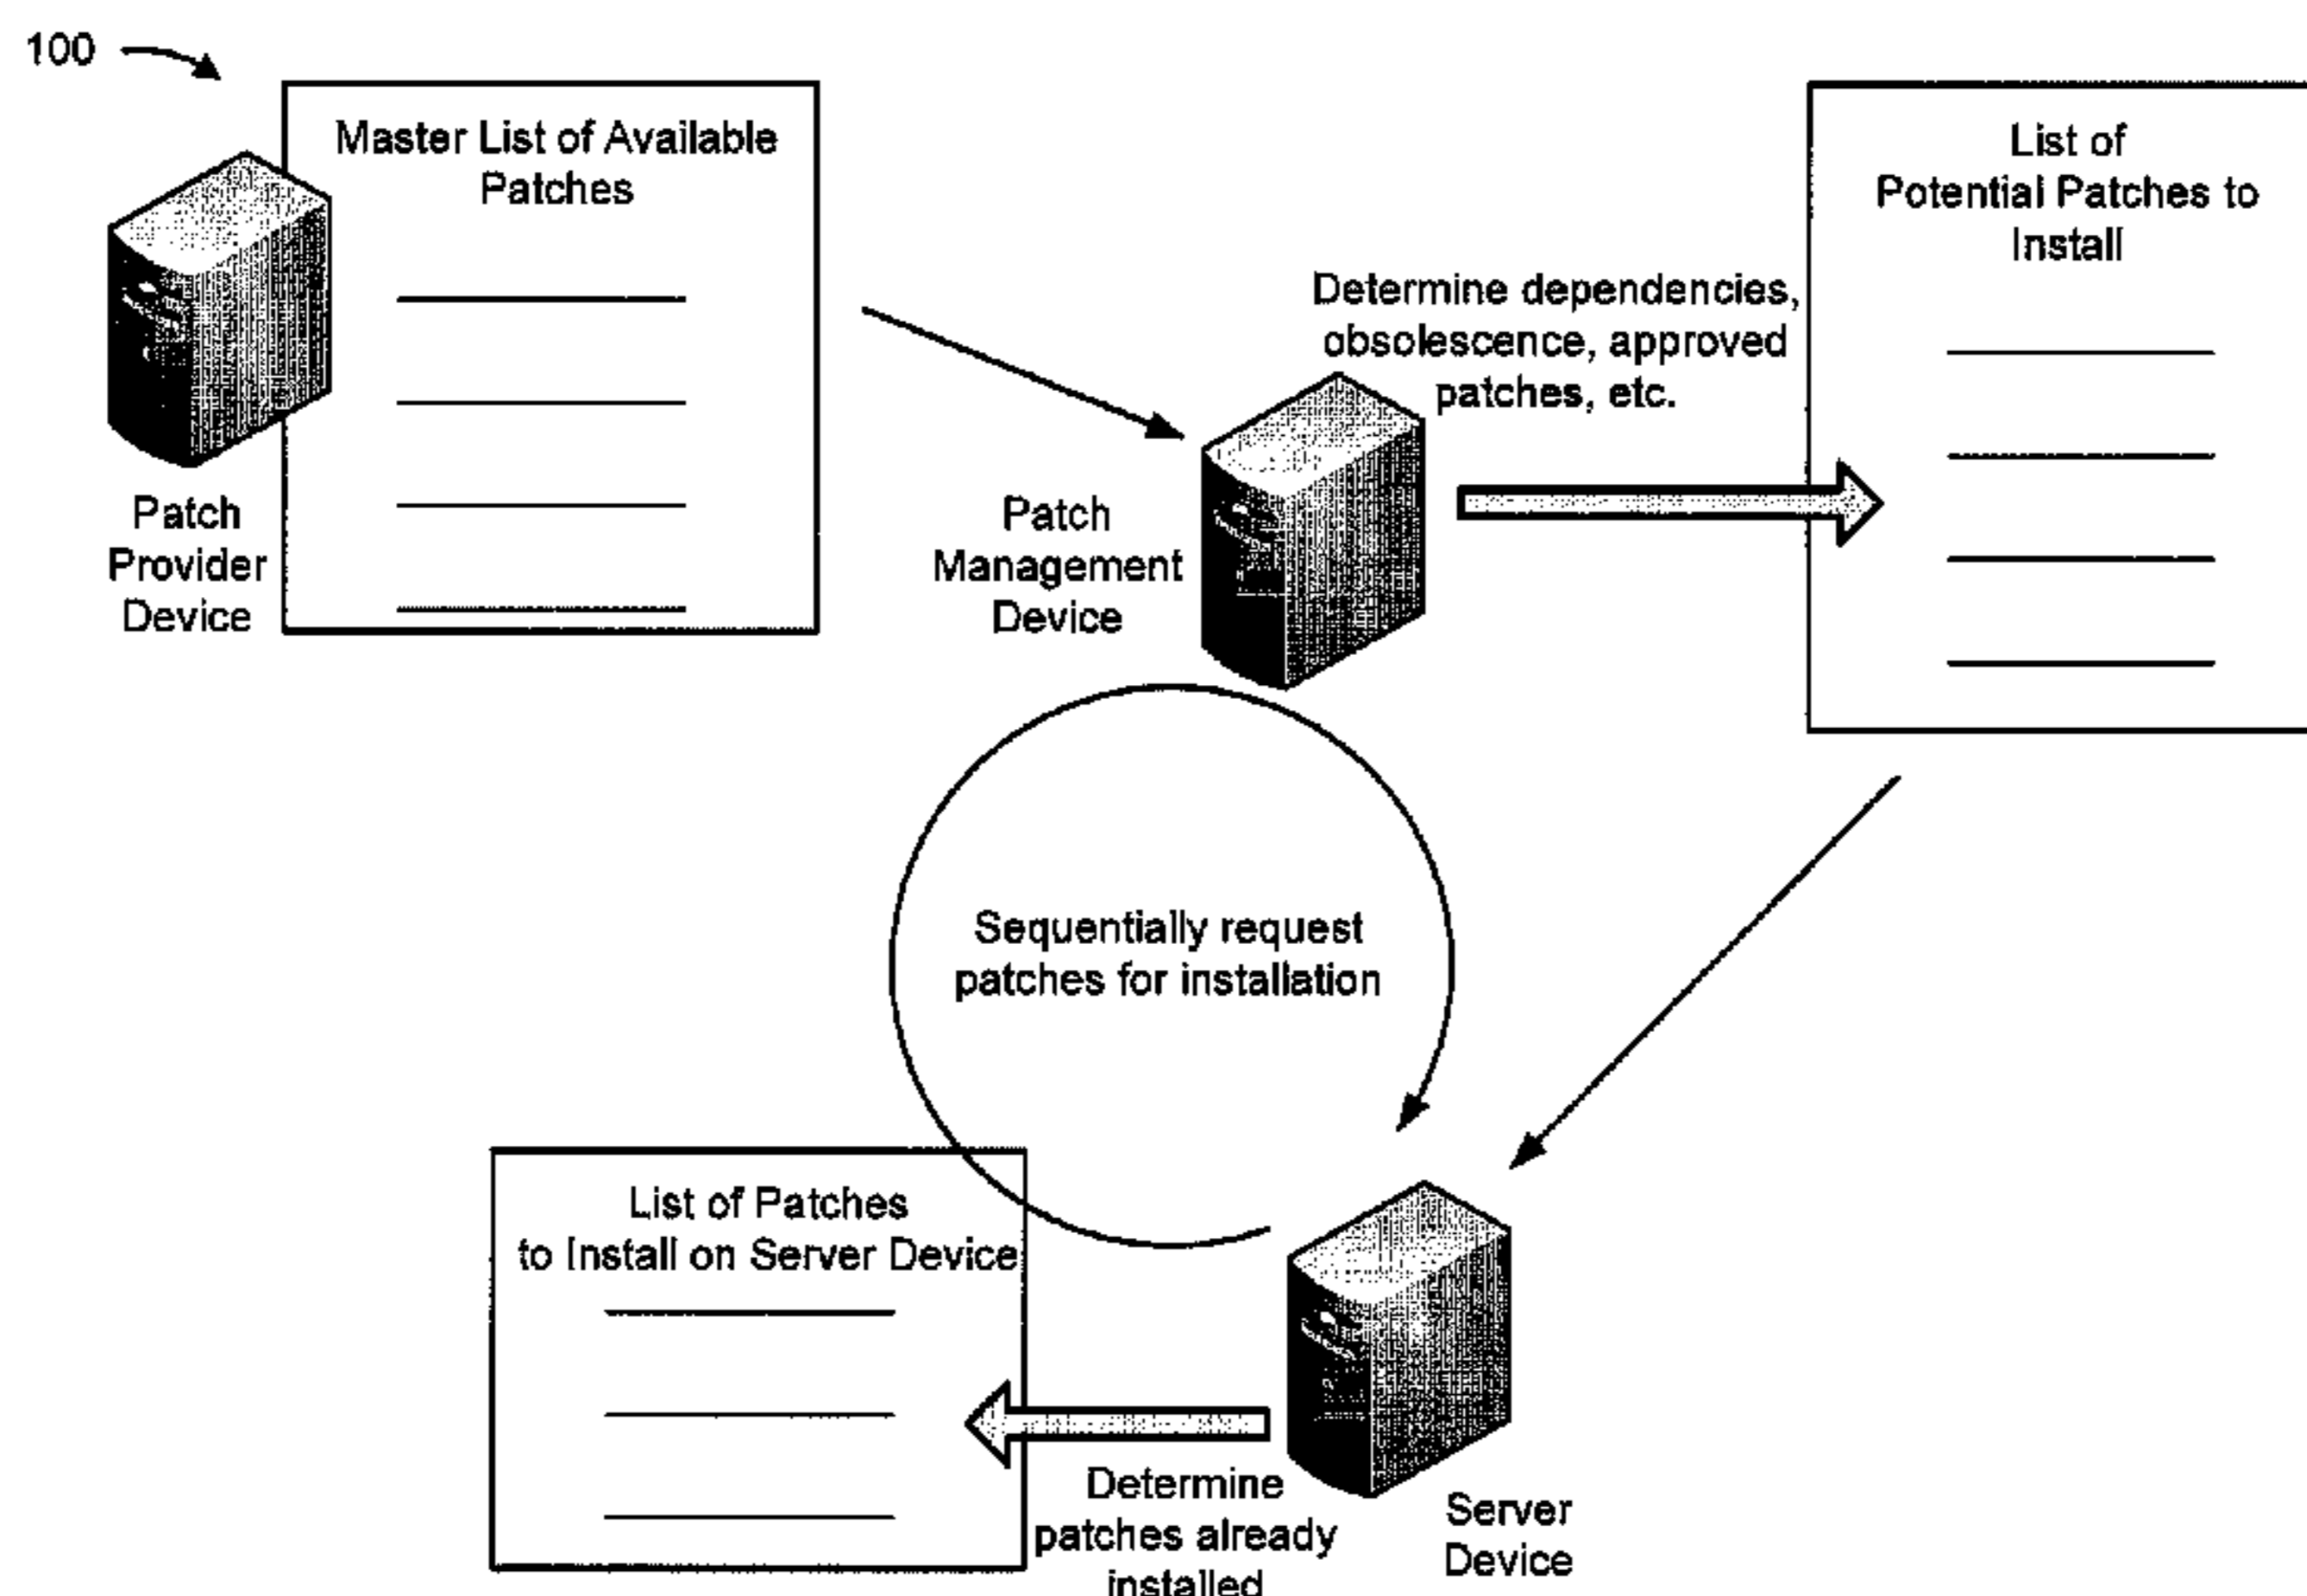 100
Master List of Available
Patches
Patch
Provider
Device
Determine dependencies,
obsolescence, approved
patches, etc.
Patch
Management
Device
List of
Potential Patches to
Install
Sequentially request
patches for installation
List of Patches
to Install on Server Device
Determine
patches already
installed
Server
Device